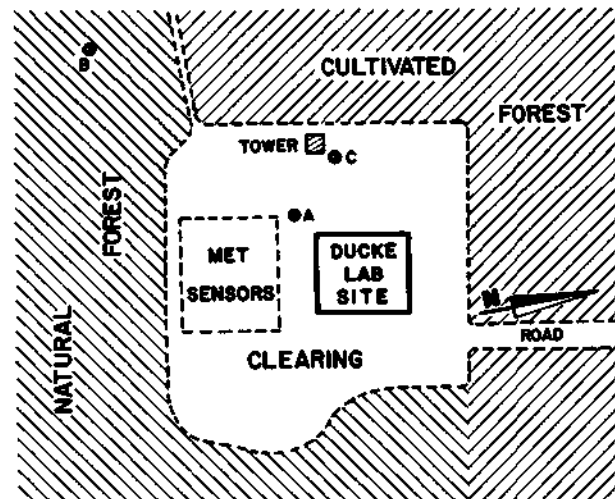 B
CULTIVATED
FOREST
TOWER
C
FOREST
A
MET
SENSORS
DUCKE
LAB
SITE
N
ROAD
CLEARING
NATURAL